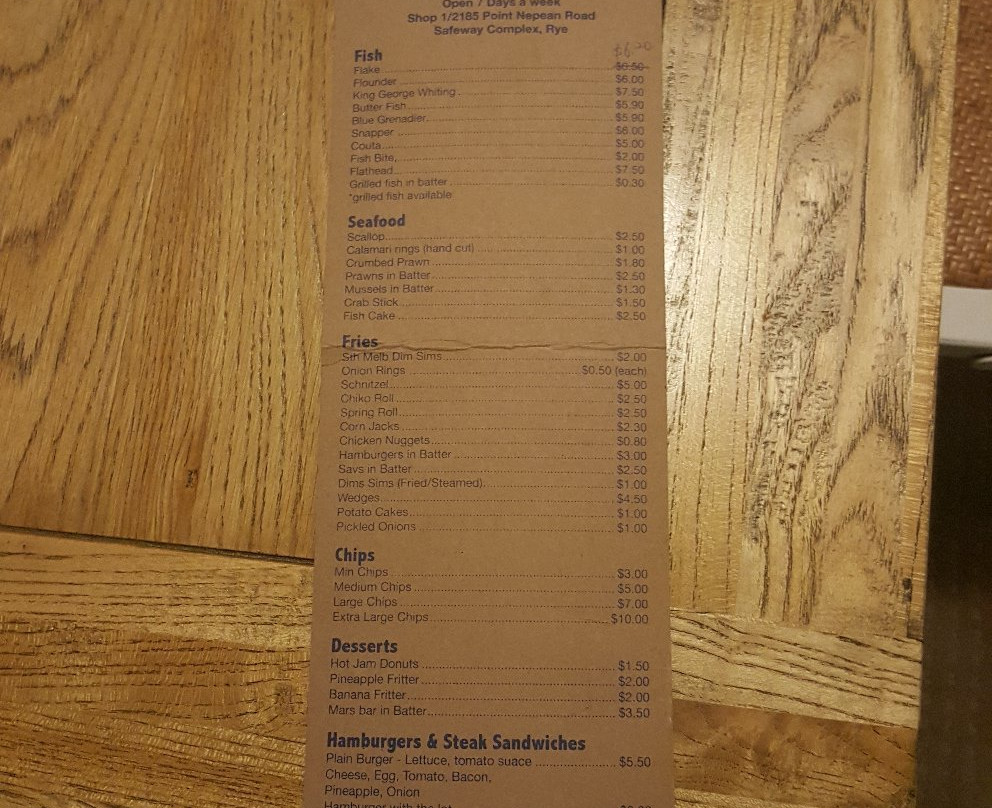 Open 7 Days a week
Shop 1/2185 Point Nepean Road
Safeway Complex, Rye
Fish
Flake $6.50
Flounder $6.00
King George Whiting $7.50
Butter Fish $5.90
Blue Grenadier $5.90
Snapper $6.00
Couta $5.00
Fish Bite, $2.00
Flathead $7.50
Grilled fish in batter $0.30
*grilled fish available
Seafood
Scallop $2.50
Calamari rings (hand cut) $1.00
Crumbed Prawn $1.80
Prawns in Batter $2.50
Mussels in Batter $1.30
Crab Stick $1.50
Fish Cake $2.50
Fries
Sth Melb Dim Sims $2.00
Onion Rings $0.50 (each)
Schnitzel $5.00
Chiko Roll $2.50
Spring Roll $2.50
Corn Jacks $2.30
Chicken Nuggets $0.80
Hamburgers in Batter $3.00
Savs in Batter $2.50
Dims Sims (Fried/Steamed) $1.00
Wedges $4.50
Potato Cakes $1.00
Pickled Onions $1.00
Chips
Min Chips $3.00
Medium Chips $5.00
Large Chips $7.00
Extra Large Chips $10.00
Desserts
Hot Jam Donuts $1.50
Pineapple Fritter $2.00
Banana Fritter $2.00
Mars bar in Batter $3.50
Hamburgers & Steak Sandwiches
Plain Burger - Lettuce, tomato suace $5.50
Cheese, Egg, Tomato, Bacon,
Pineapple, Onion
Hamburger with the lot